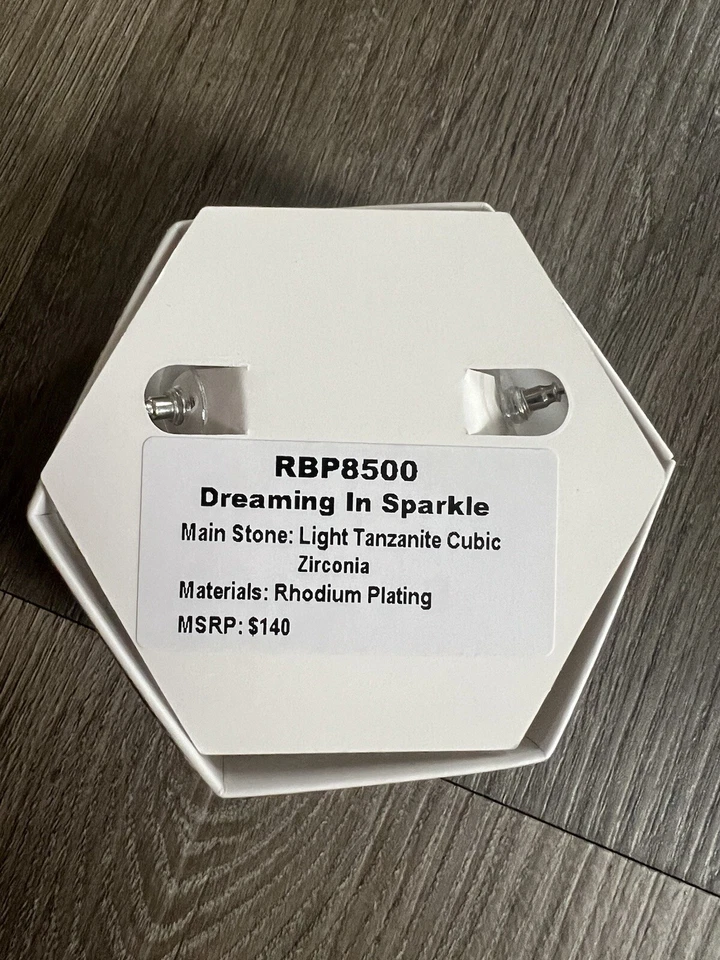 RBP8500
Dreaming In Sparkle
Main Stone: Light Tanzanite Cubic
Zirconia
Materials: Rhodium Plating
MSRP: $140